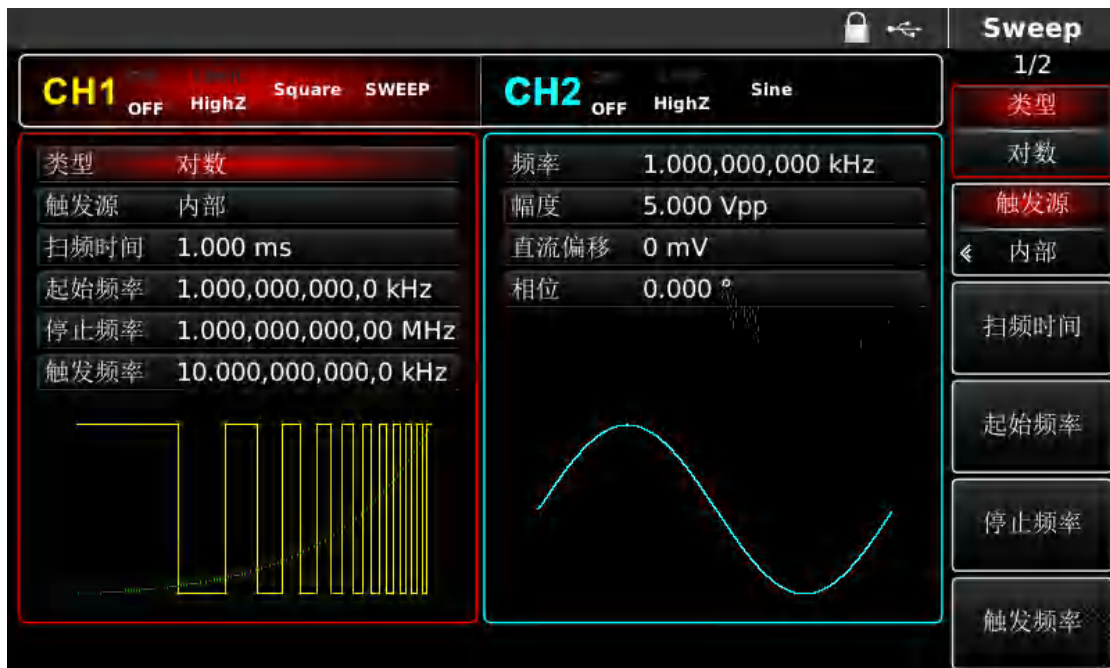 Sweep
1/2
CH1 OFF HighZ Square SWEEP
CH2 OFF HighZ Sine
类型 对数
触发源 内部
扫频时间 1.000 ms
起始频率 1.000,000,000,0 kHz
停止频率 1.000,000,000,00 MHz
触发频率 10.000,000,000,0 kHz
频率 1.000,000,000 kHz
幅度 5.000 Vpp
直流偏移 0 mV
相位 0.000 °
类型
对数
触发源
内部
扫频时间
起始频率
停止频率
触发频率